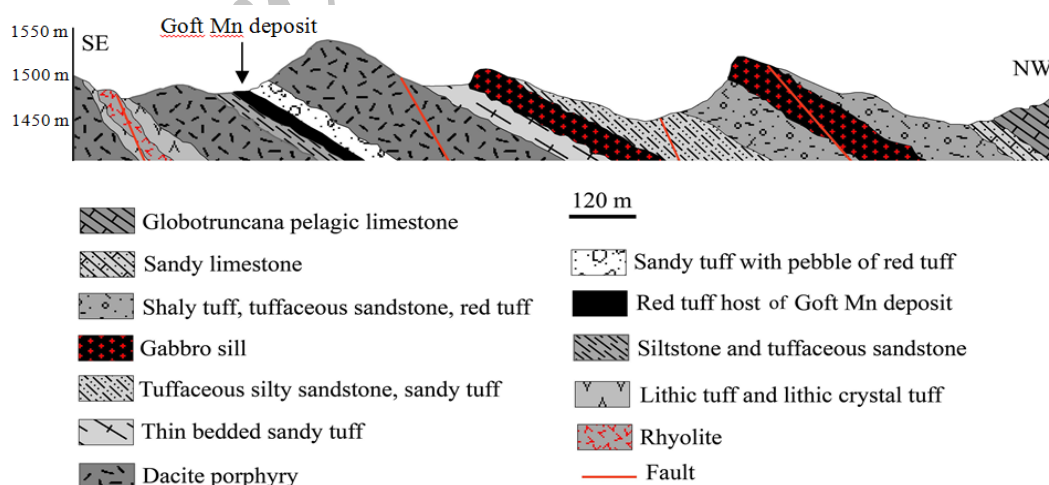 Goft Mn deposit
1550 m
SE
1500 m
NW
1450 m
120 m
Globotruncana pelagic limestone
Sandy limestone
Shaly tuff, tuffaceous sandstone, red tuff
Gabbro sill
Tuffaceous silty sandstone, sandy tuff
Thin bedded sandy tuff
Dacite porphyry
Sandy tuff with pebble of red tuff
Red tuff host of Goft Mn deposit
Siltstone and tuffaceous sandstone
Lithic tuff and lithic crystal tuff
Rhyolite
Fault